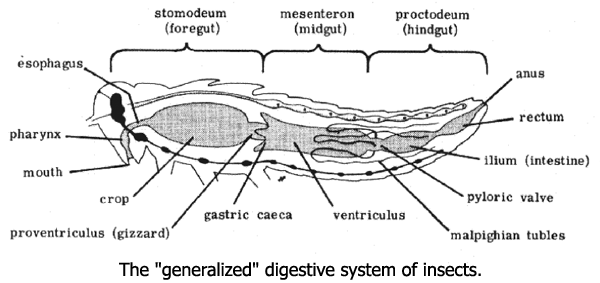 stomodeum
(foregut)
mesenteron
(midgut)
proctodeum
(hindgut)
esophagus
anus
rectum
pharynx
ilium (intestine)
mouth
pyloric valve
crop
gastric caeca
ventriculus
proventriculus (gizzard)
malpighian tubles
The "generalized" digestive system of insects.